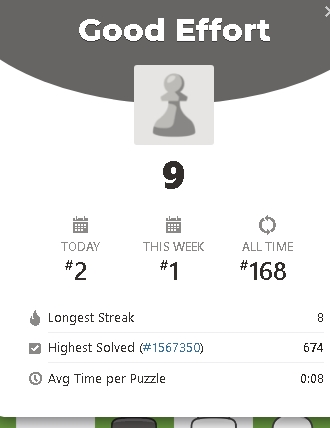 Good Effort
9
TODAY
THIS WEEK
ALL TIME
#2
#1
#168
Longest Streak 8
Highest Solved (#1567350) 674
Avg Time per Puzzle 0:08